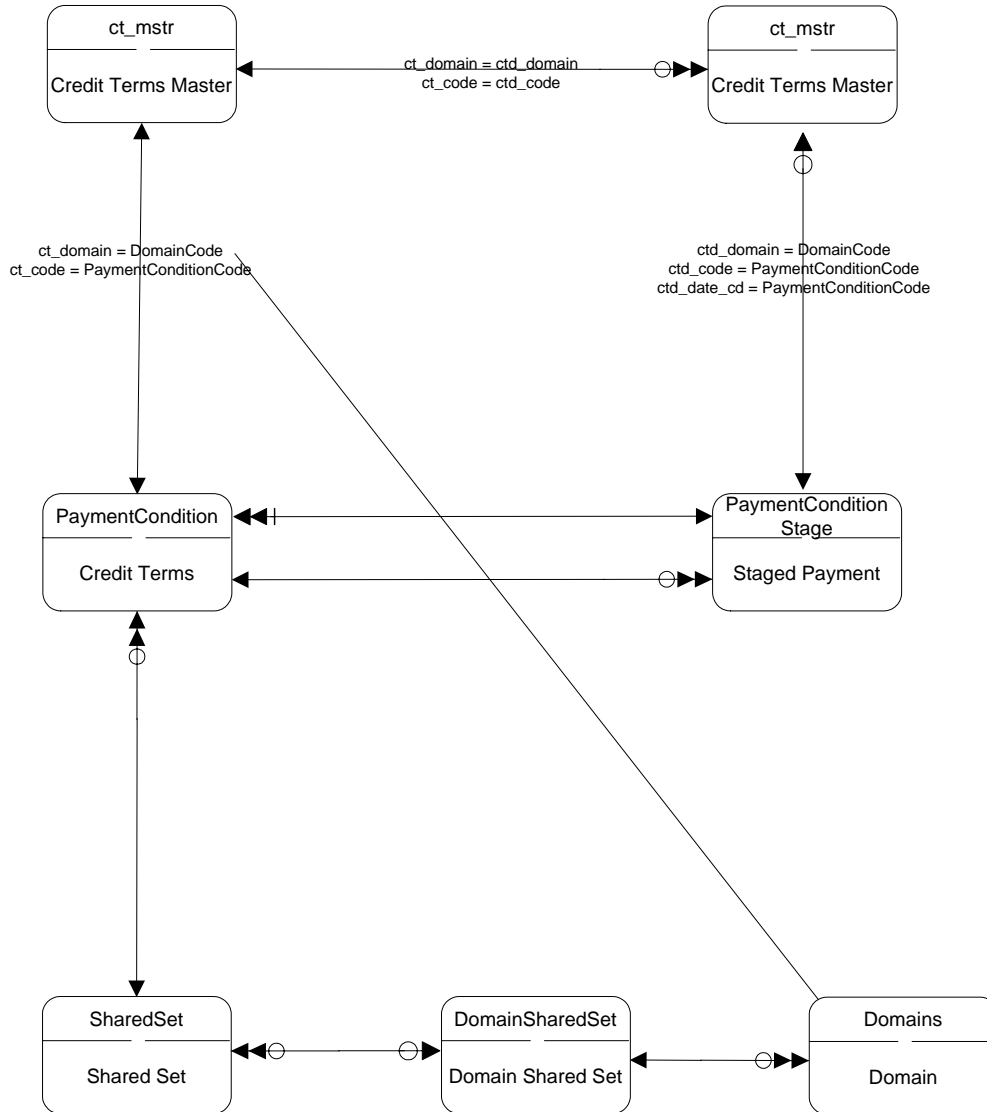 ct_mstr
Credit Terms Master
ct_domain = ctd_domain
ct_code = ctd_code
ct_mstr
Credit Terms Master
ct_domain = DomainCode
ct_code = PaymentConditionCode
ctd_domain = DomainCode
ctd_code = PaymentConditionCode
ctd_date_cd = PaymentConditionCode
PaymentCondition
Credit Terms
PaymentCondition
Stage
Staged Payment
SharedSet
Shared Set
DomainSharedSet
Domain Shared Set
Domains
Domain